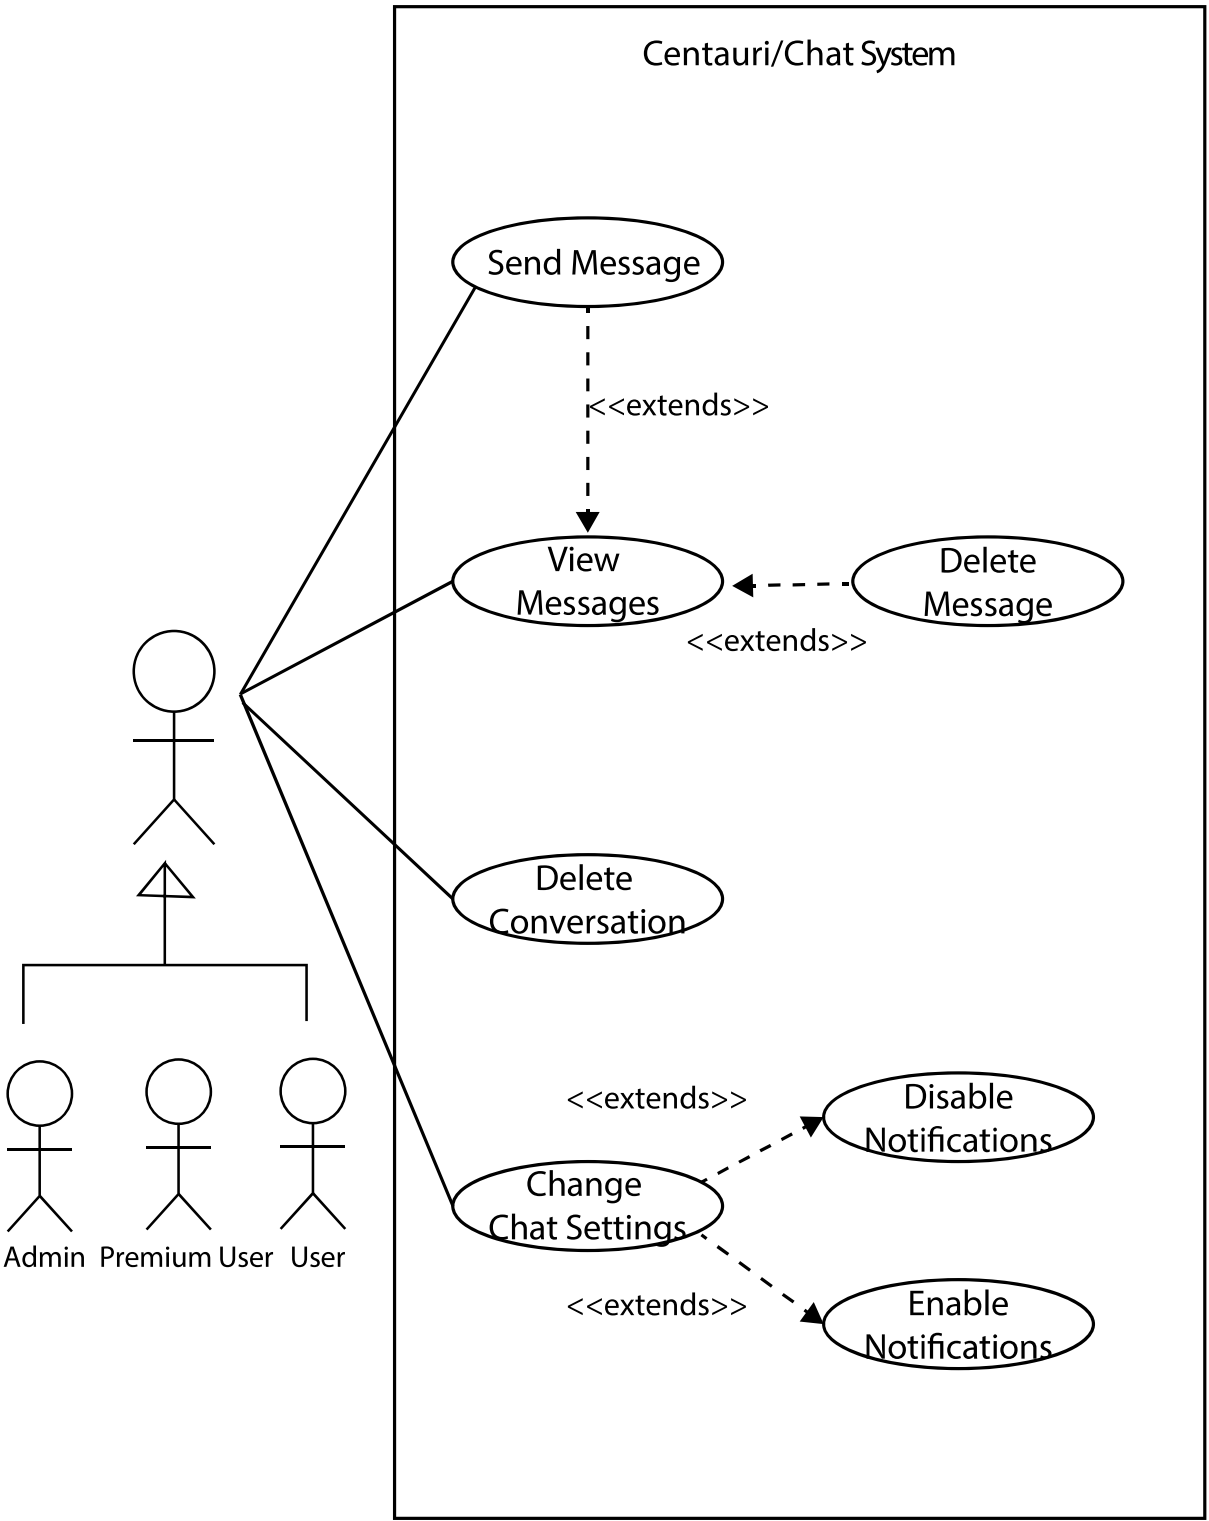 Centauri/Chat System
Send Message
<<extends>>
View
Messages
Delete
Message
<<extends>>
Delete
Conversation
<<extends>>
Disable
Notifications
Change
Chat Settings
<<extends>>
Enable
Notifications
Admin
Premium User
User